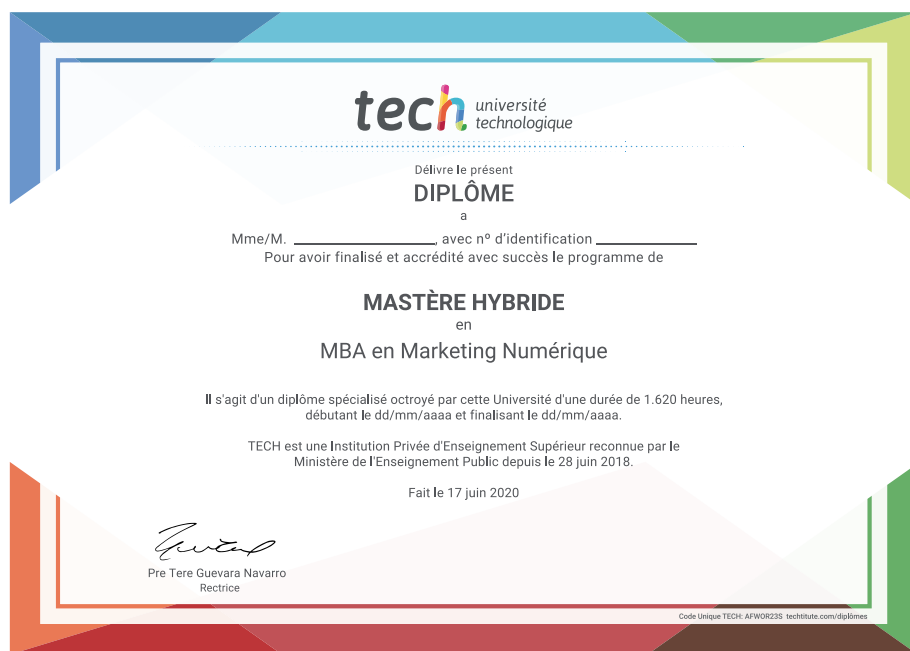 tech université
technologique
Délivre le présent
DIPLÔME
a
Mme/M. ____________, avec nº d'identification ____________
Pour avoir finalisé et accrédité avec succès le programme de
MASTÈRE HYBRIDE
en
MBA en Marketing Numérique
Il s'agit d'un diplôme spécialisé octroyé par cette Université d'une durée de 1.620 heures,
débutant le dd/mm/aaaa et finalisant le dd/mm/aaaa.
TECH est une Institution Privée d'Enseignement Supérieur reconnue par le
Ministère de l'Enseignement Public depuis le 28 juin 2018.
Fait le 17 juin 2020
Pre Tere Guevara Navarro
Rectrice
Code Unique TECH: AFWOR23S techtitute.com/diplômes